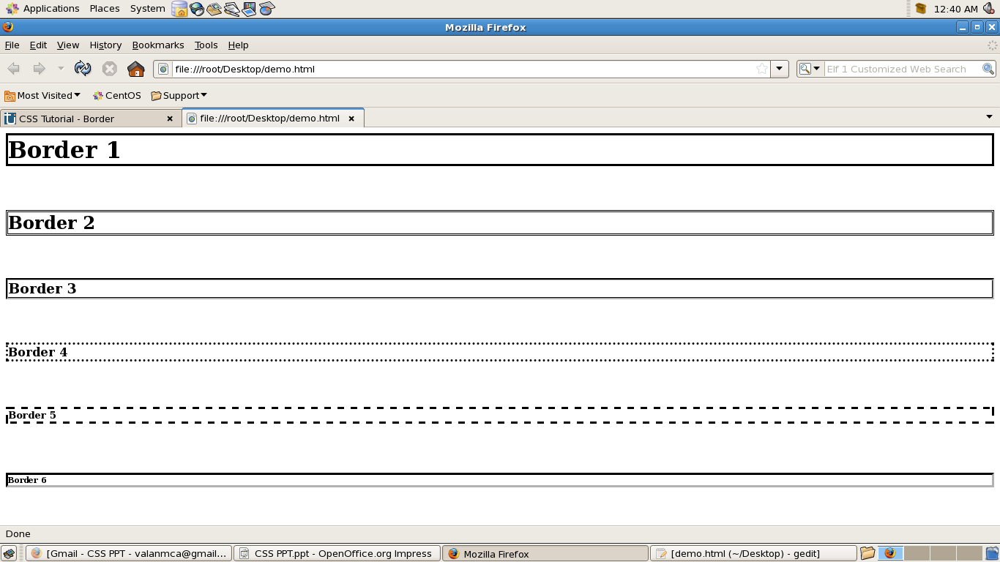 Applications Places System 12:40 AM
Mozilla Firefox
File Edit View History Bookmarks Tools Help
file:///root/Desktop/demo.html Elf 1 Customized Web Search
Most Visited CentOS Support
CSS Tutorial - Border file:///root/Desktop/demo.html
Border 1
Border 2
Border 3
Border 4
Border 5
Border 6
Done
[Gmail - CSS PPT - valanmca@gmail... CSS PPT.ppt - OpenOffice.org Impress Mozilla Firefox [demo.html (~/Desktop) - gedit]